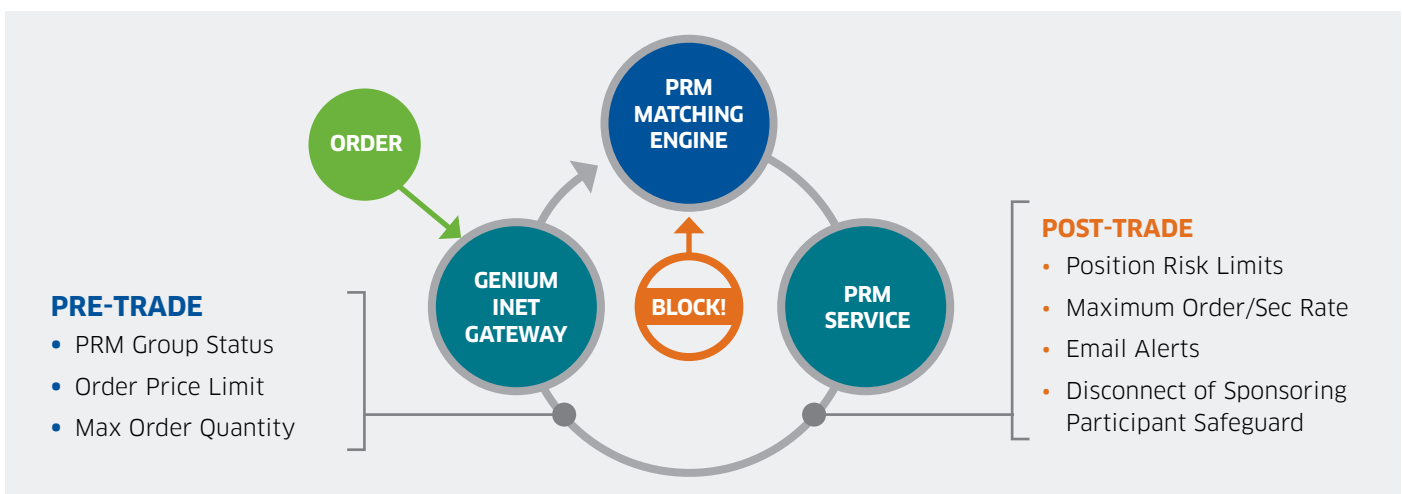 ORDER
PRM
MATCHING
ENGINE
GENIUM
INET
GATEWAY
BLOCK!
PRM
SERVICE
PRE-TRADE
• PRM Group Status
• Order Price Limit
• Max Order Quantity
POST-TRADE
• Position Risk Limits
• Maximum Order/Sec Rate
• Email Alerts
• Disconnect of Sponsoring
Participant Safeguard